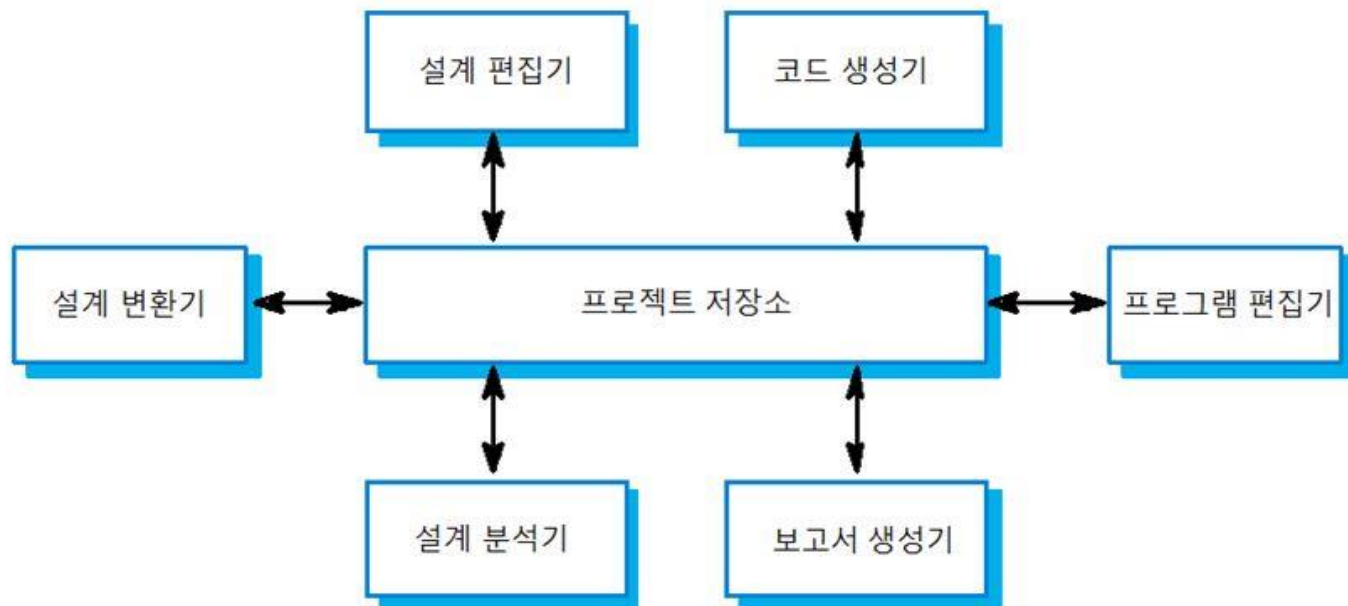 설계 편집기
코드 생성기
설계 변환기
프로젝트 저장소
프로그램 편집기
설계 분석기
보고서 생성기